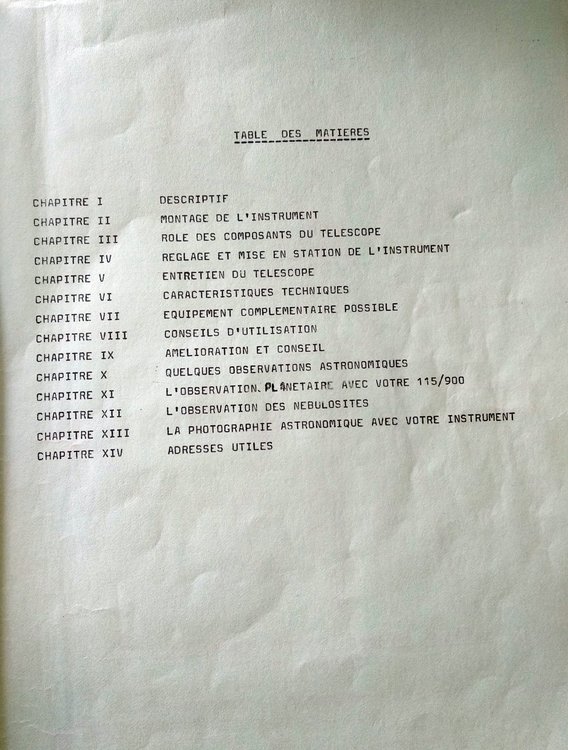 TABLE DES MATIERES
CHAPITRE I DESCRIPTIF
CHAPITRE II MONTAGE DE L'INSTRUMENT
CHAPITRE III ROLE DES COMPOSANTS DU TELESCOPE
CHAPITRE IV REGLAGE ET MISE EN STATION DE L'INSTRUMENT
CHAPITRE V ENTRETIEN DU TELESCOPE
CHAPITRE VI CARACTERISTIQUES TECHNIQUES
CHAPITRE VII EQUIPEMENT COMPLEMENTAIRE POSSIBLE
CHAPITRE VIII CONSEILS D'UTILISATION
CHAPITRE IX AMELIORATION ET CONSEIL
CHAPITRE X QUELQUES OBSERVATIONS ASTRONOMIQUES
CHAPITRE XI L'OBSERVATION PLANETAIRE AVEC VOTRE 115/900
CHAPITRE XII L'OBSERVATION DES NEBULOSITES
CHAPITRE XIII LA PHOTOGRAPHIE ASTRONOMIQUE AVEC VOTRE INSTRUMENT
CHAPITRE XIV ADRESSES UTILES